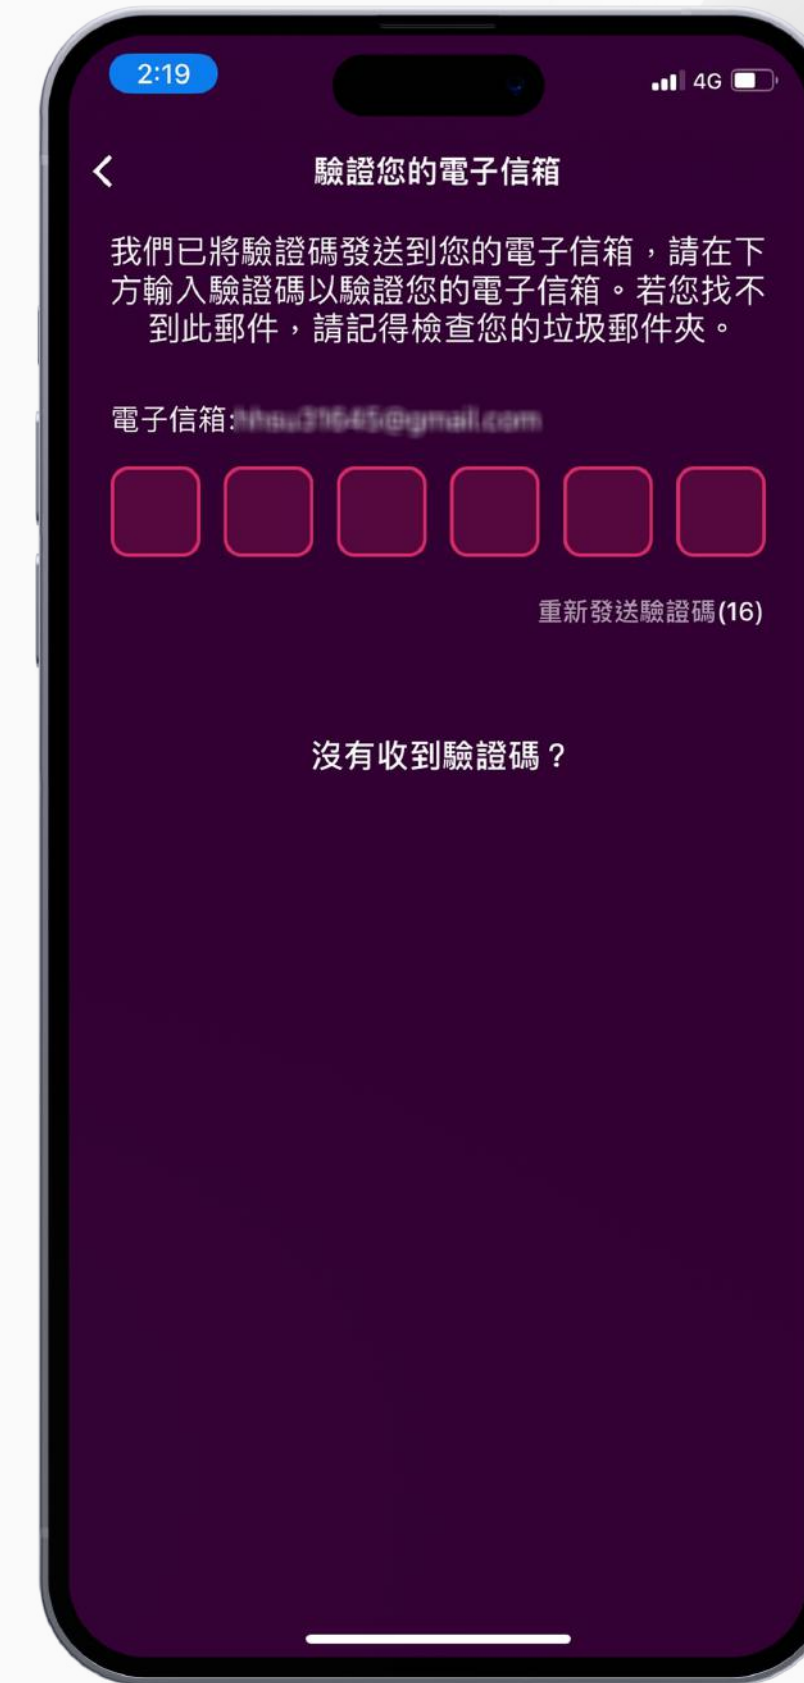 2:19
4G
驗證您的電子信箱
我們已將驗證碼發送到您的電子信箱，請在下
方輸入驗證碼以驗證您的電子信箱。若您找不
到此郵件，請記得檢查您的垃圾郵件夾。
電子信箱:
重新發送驗證碼(16)
沒有收到驗證碼？